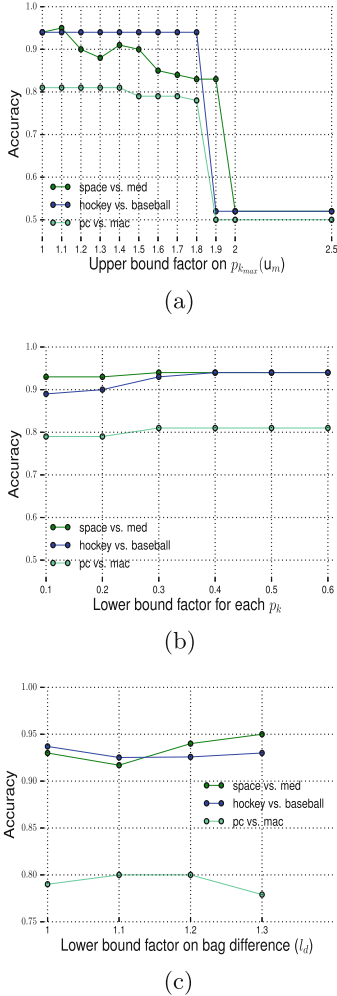 1.0
0.9
0.8
0.7
0.6
0.5
Accuracy
space vs. med
hockey vs. baseball
pc vs. mac
1 1.1 1.2 1.3 1.4 1.5 1.6 1.7 1.8 1.9 2 2.5
Upper bound factor on p_{k_{max}}(u_m)
(a)
1.0
0.9
0.8
0.7
0.6
0.5
Accuracy
space vs. med
hockey vs. baseball
pc vs. mac
0.1 0.2 0.3 0.4 0.5 0.6
Lower bound factor for each p_k
(b)
1.00
0.95
0.90
0.85
0.80
0.75
Accuracy
space vs. med
hockey vs. baseball
pc vs. mac
1 1.1 1.2 1.3
Lower bound factor on bag difference (l_d)
(c)